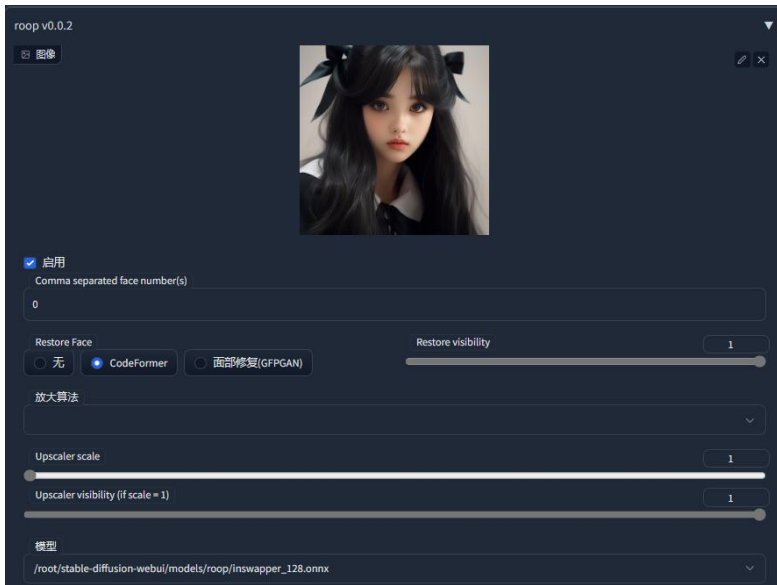 roop v0.0.2
图像
启用
Comma separated face number(s)
0
Restore Face
无
CodeFormer
面部修复(GFPGAN)
Restore visibility
1
放大算法
Upscaler scale
1
Upscaler visibility (if scale = 1)
1
模型
/root/stable-diffusion-webui/models/roop/inswapper_128.onnx